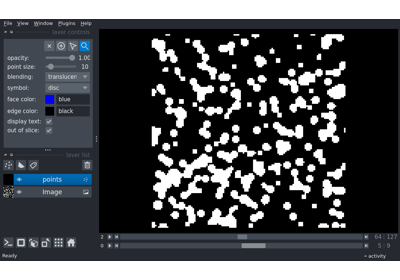 File View Window Plugins Help
layer controls
opacity: 1.00
point size: 10
blending: translucen
symbol: disc
face color: blue
edge color: black
display text:
out of slice:
layer list
points
Image
2 64 127
0 5 9
Ready
activity